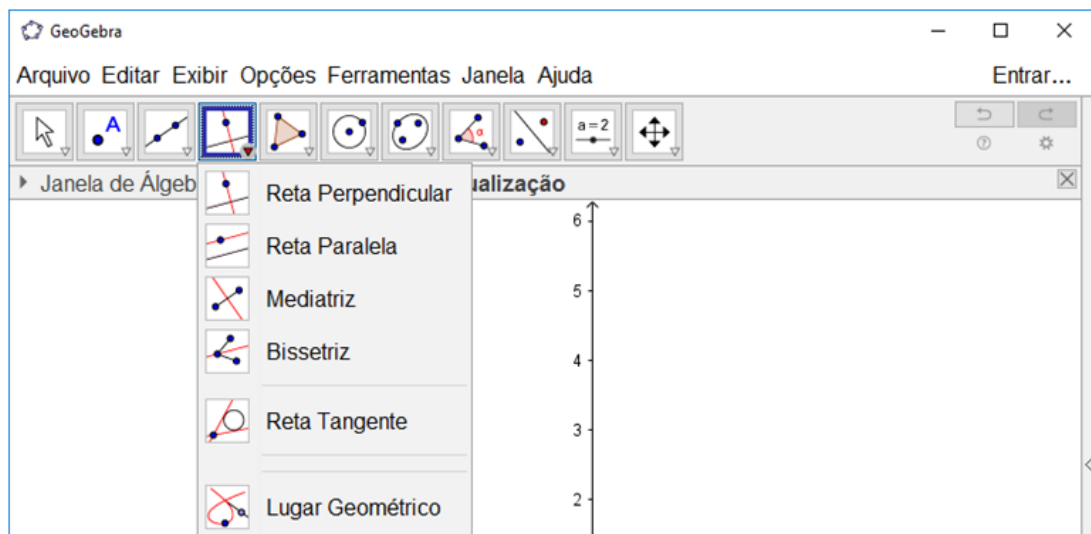 GeoGebra
Arquivo Editar Exibir Opções Ferramentas Janela Ajuda Entrar...
A α a=2
Janela de Álgeb ualização
Reta Perpendicular
Reta Paralela
Mediatriz
Bissetriz
Reta Tangente
Lugar Geométrico
6
5
4
3
2